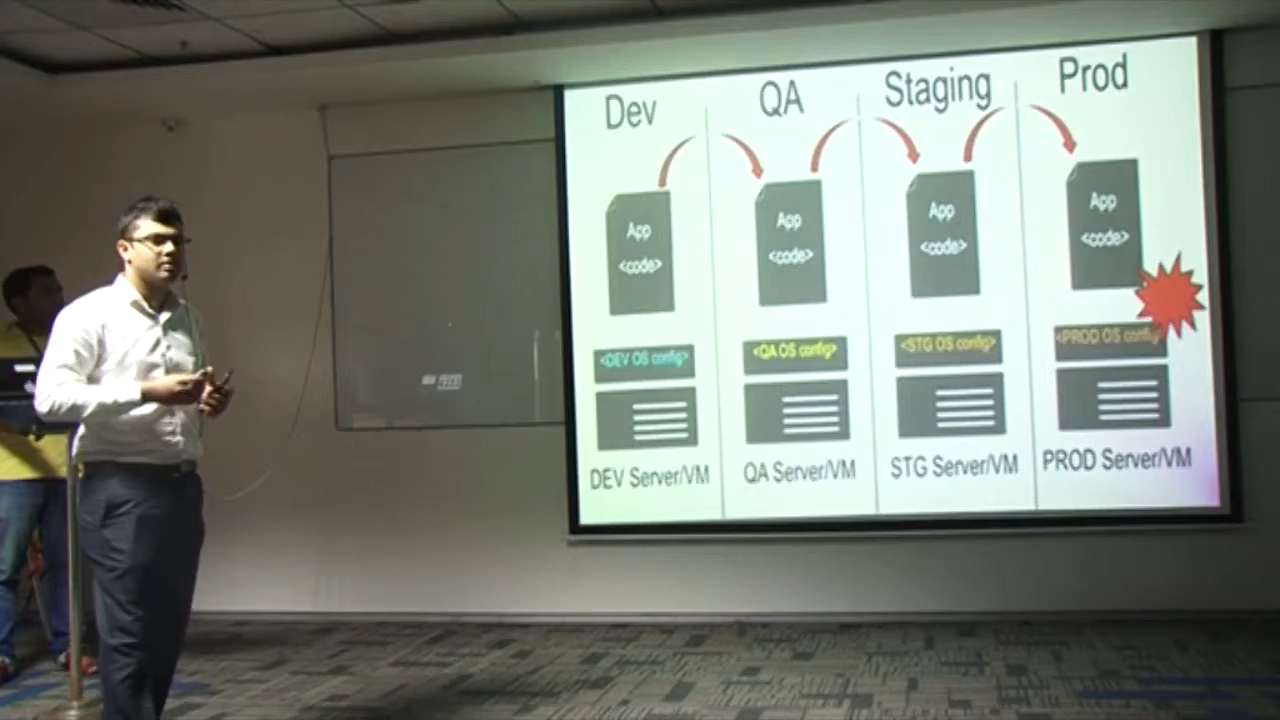 Dev
QA
Staging
Prod
App
<code>
App
<code>
App
<code>
App
<code>
<DEV OS config>
<QA OS config>
<STG OS config>
<PROD OS config>
DEV Server/VM
QA Server/VM
STG Server/VM
PROD Server/VM